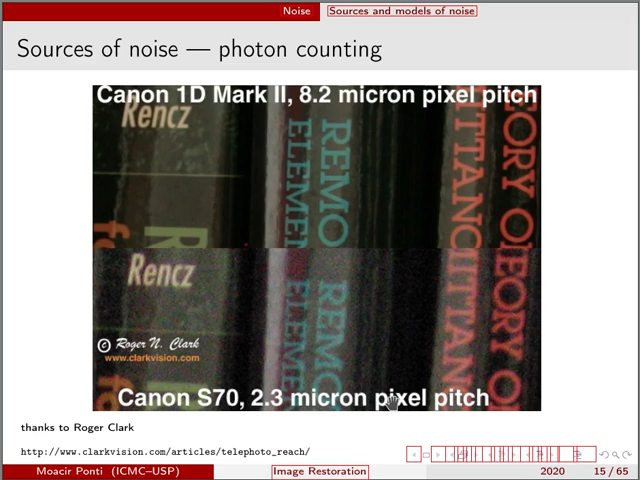 Noise Sources and models of noise
Sources of noise — photon counting
Canon 1D Mark II, 8.2 micron pixel pitch
Rencz
ELEMEN
REMO
ITTANCI
EORY O
Rencz
ELEMEN
REMO
ITTANY
EORY O
© Roger N. Clark
www.clarkvision.com
Canon S70, 2.3 micron pixel pitch
thanks to Roger Clark
http://www.clarkvision.com/articles/telephoto_reach/
Moacir Ponti (ICMC–USP) Image Restoration 2020 15 / 65